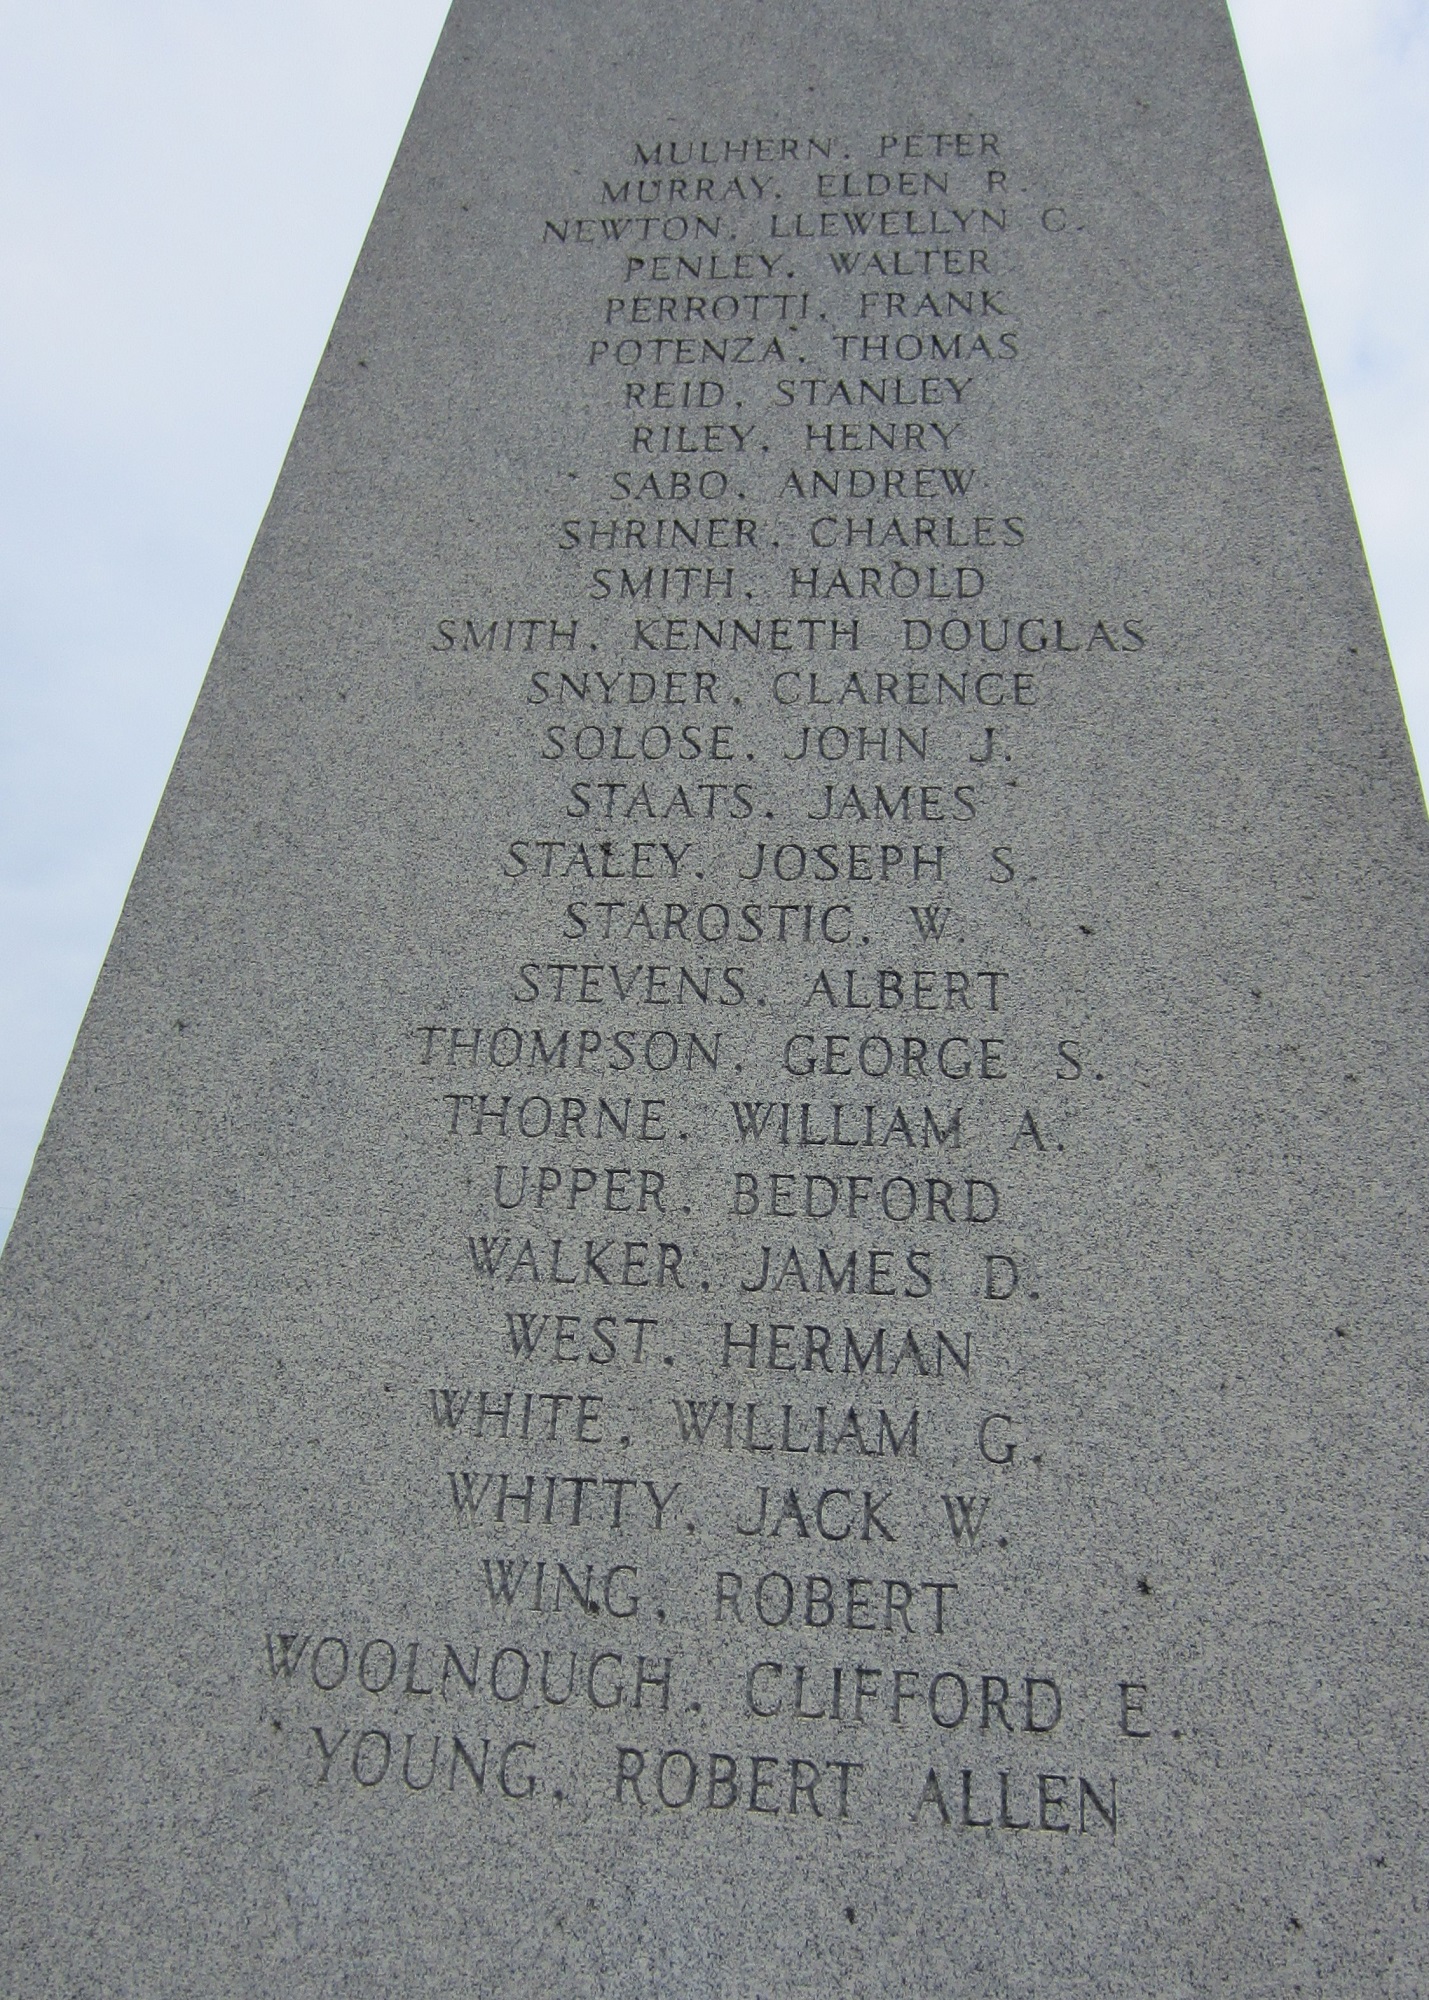 MULHERN, PETER
MURRAY, ELDEN R.
NEWTON, LLEWELLYN C.
PENLEY, WALTER
PERROTTI, FRANK
POTENZA, THOMAS
REID, STANLEY
RILEY, HENRY
SABO, ANDREW
SHRINER, CHARLES
SMITH, HAROLD
SMITH, KENNETH DOUGLAS
SNYDER, CLARENCE
SOLOSE, JOHN J.
STAATS, JAMES
STALEY, JOSEPH S.
STAROSTIC, W.
STEVENS, ALBERT
THOMPSON, GEORGE S.
THORNE, WILLIAM A.
UPPER, BEDFORD
WALKER, JAMES D.
WEST, HERMAN
WHITE, WILLIAM G.
WHITTY, JACK W.
WING, ROBERT
WOOLNOUGH, CLIFFORD E.
YOUNG, ROBERT ALLEN